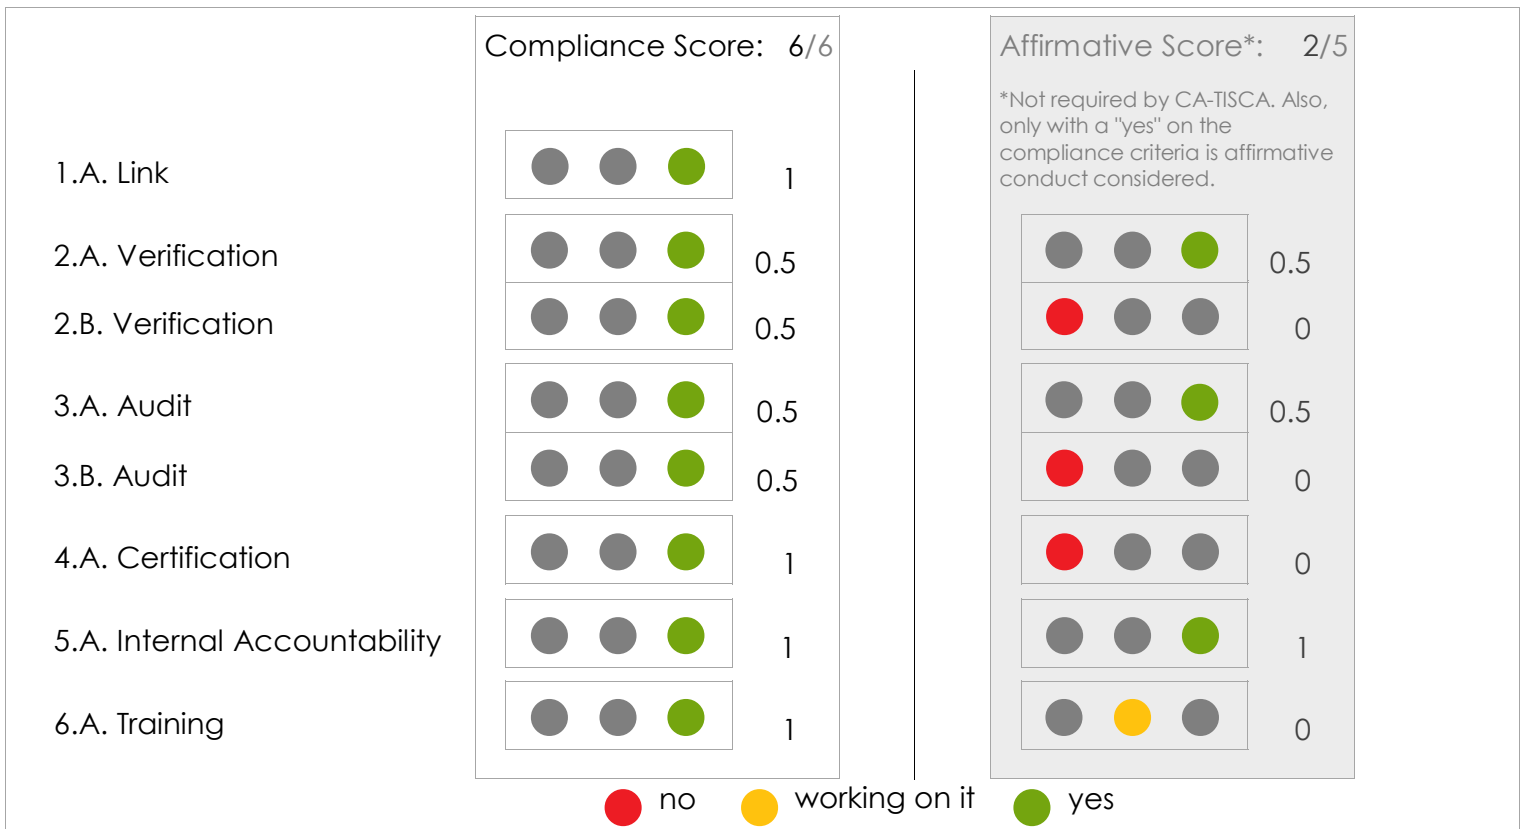 Compliance Score: 6/6
Affirmative Score*: 2/5
*Not required by CA-TISCA. Also,
only with a "yes" on the
compliance criteria is affirmative
conduct considered.
1.A. Link 1
2.A. Verification 0.5 0.5
2.B. Verification 0.5 0
3.A. Audit 0.5 0.5
3.B. Audit 0.5 0
4.A. Certification 1 0
5.A. Internal Accountability 1 1
6.A. Training 1 0
no working on it yes